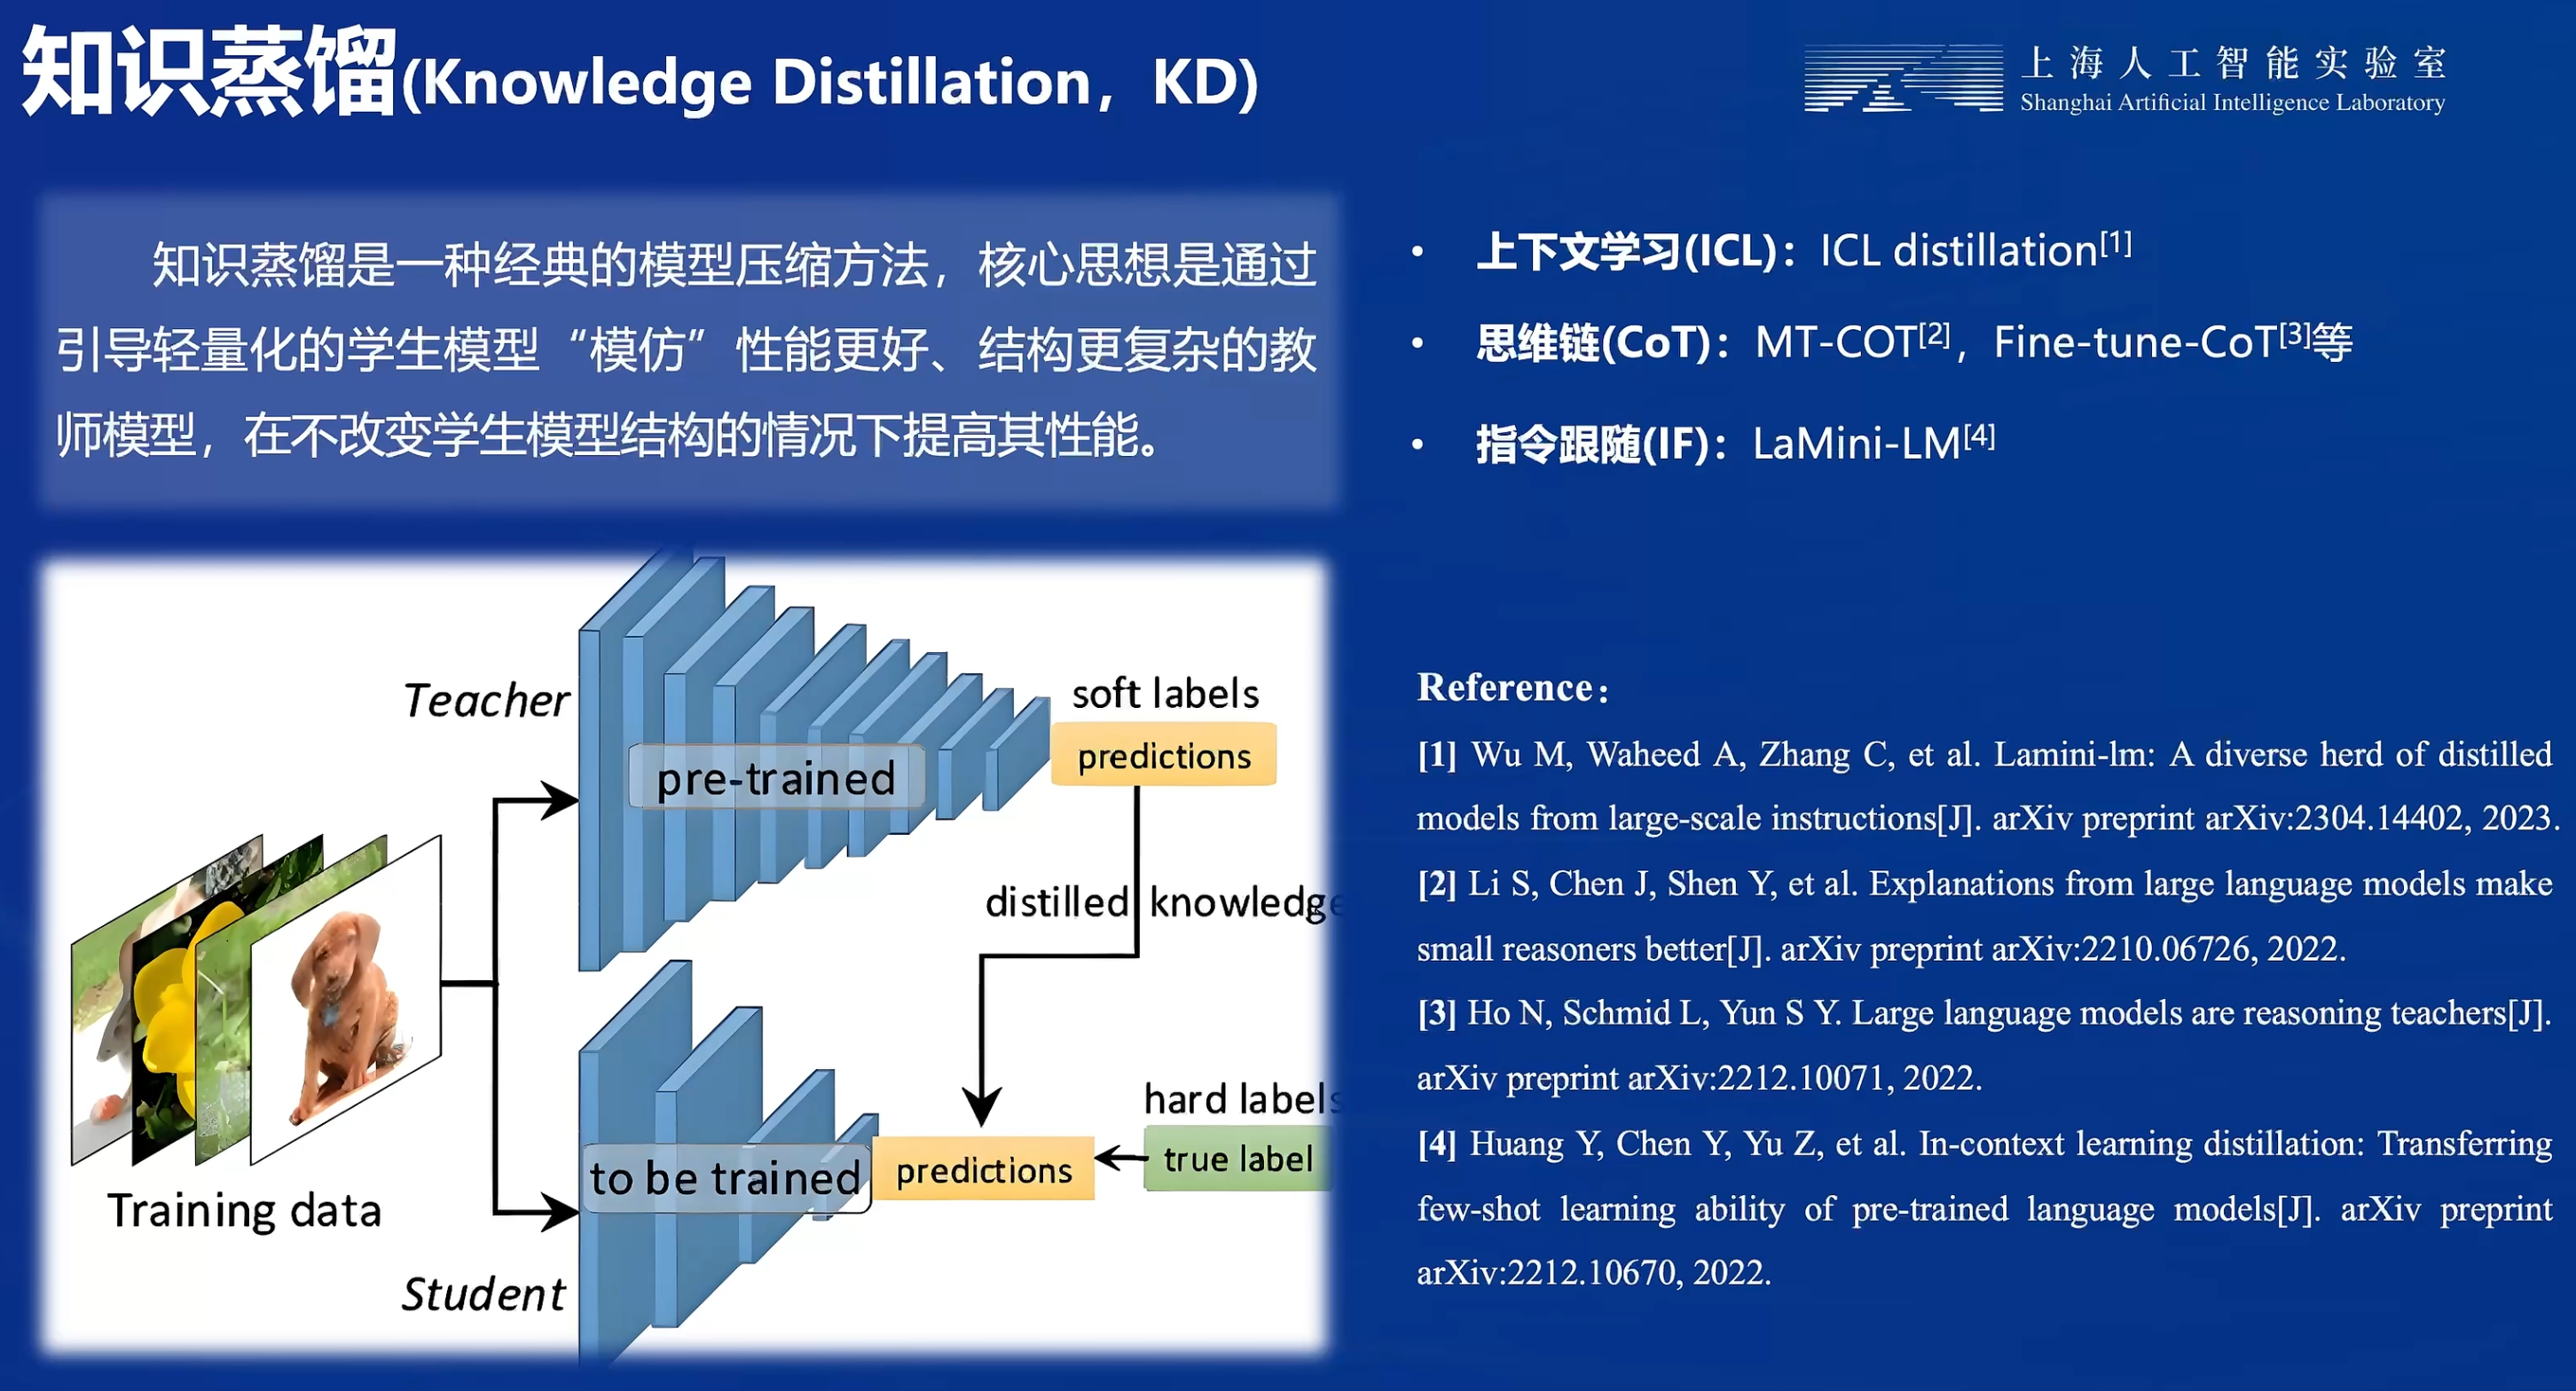 知识蒸馏(Knowledge Distillation，KD)
上海人工智能实验室
Shanghai Artificial Intelligence Laboratory
知识蒸馏是一种经典的模型压缩方法，核心思想是通过
引导轻量化的学生模型“模仿”性能更好、结构更复杂的教
师模型，在不改变学生模型结构的情况下提高其性能。
• 上下文学习(ICL)：ICL distillation[1]
• 思维链(CoT)：MT-COT[2]，Fine-tune-CoT[3]等
• 指令跟随(IF)：LaMini-LM[4]
Teacher
pre-trained
soft labels
predictions
distilled knowledge
Training data
to be trained
predictions
hard labels
true label
Student
Reference：
[1] Wu M, Waheed A, Zhang C, et al. Lamini-lm: A diverse herd of distilled
models from large-scale instructions[J]. arXiv preprint arXiv:2304.14402, 2023.
[2] Li S, Chen J, Shen Y, et al. Explanations from large language models make
small reasoners better[J]. arXiv preprint arXiv:2210.06726, 2022.
[3] Ho N, Schmid L, Yun S Y. Large language models are reasoning teachers[J].
arXiv preprint arXiv:2212.10071, 2022.
[4] Huang Y, Chen Y, Yu Z, et al. In-context learning distillation: Transferring
few-shot learning ability of pre-trained language models[J]. arXiv preprint
arXiv:2212.10670, 2022.